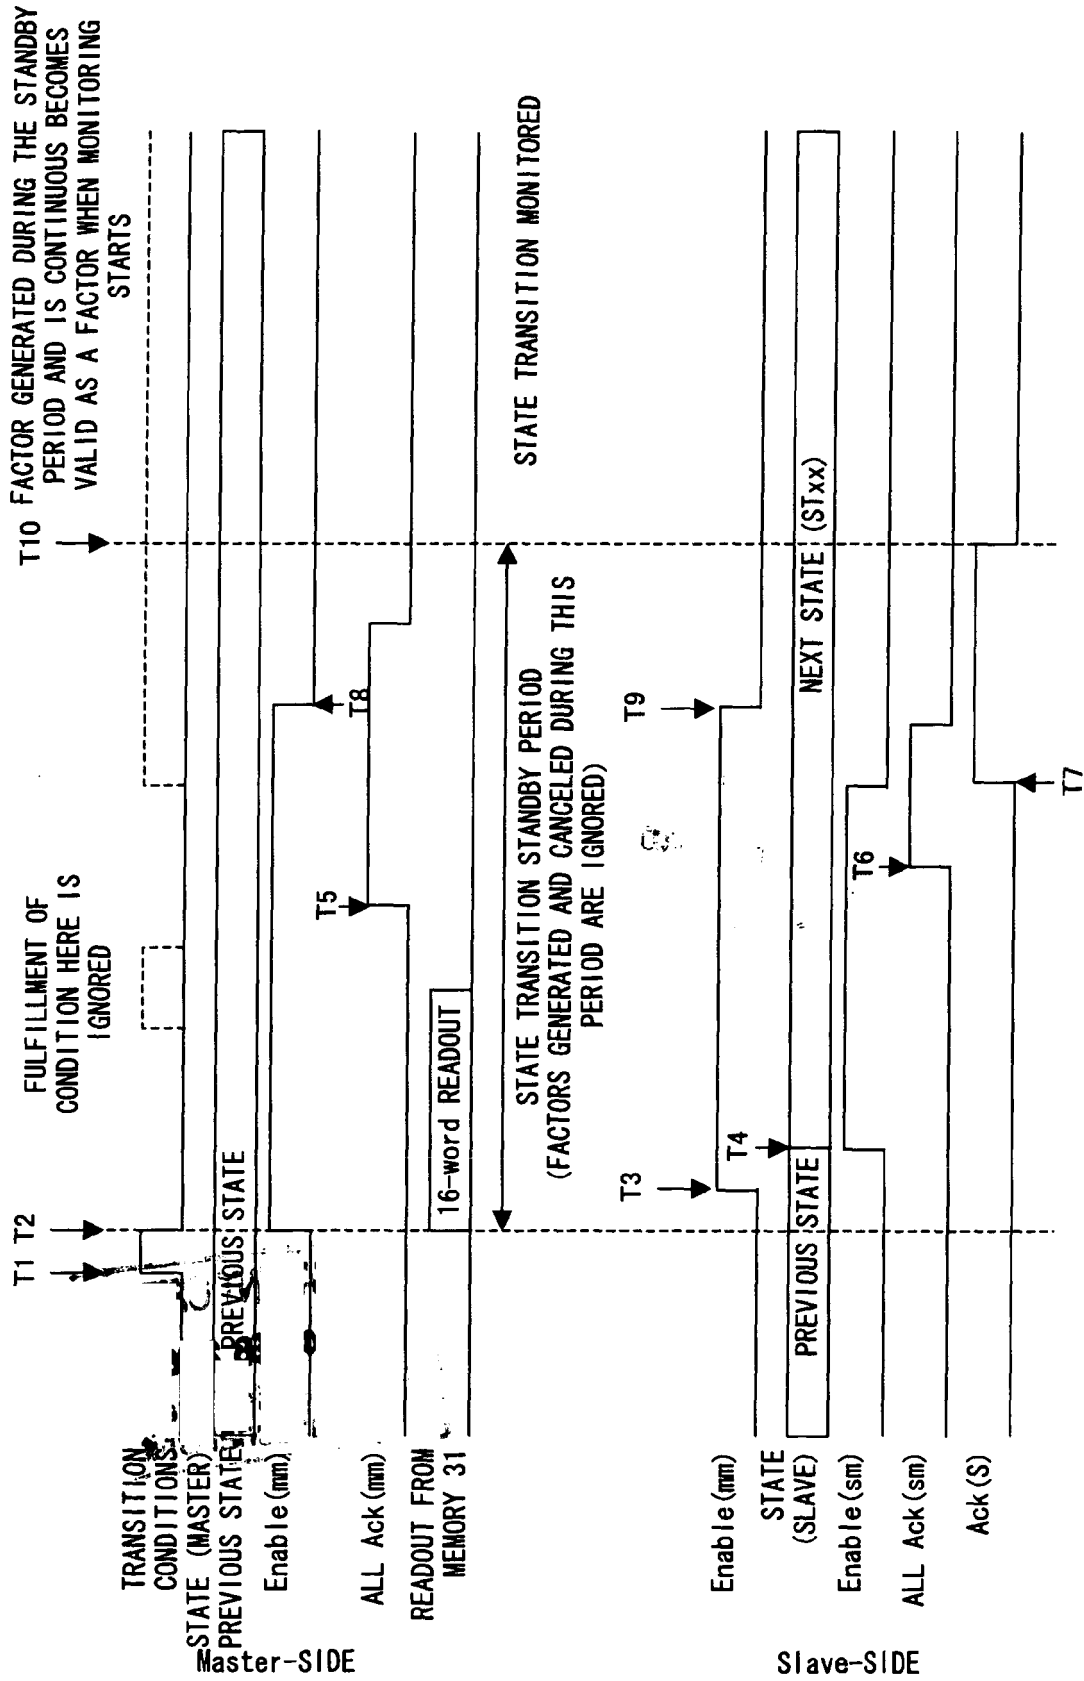 T10 FACTOR GENERATED DURING THE STANDBY
PERIOD AND IS CONTINUOUS BECOMES
VALID AS A FACTOR WHEN MONITORING
STARTS
FULFILLMENT OF
CONDITION HERE IS
IGNORED
T1 T2
Master-SIDE
TRANSITION
CONDITIONS
STATE (MASTER)
PREVIOUS STATE
PREVIOUS STATE
Enable(mm)
T8
ALL Ack(mm)
T5
READOUT FROM
MEMORY 31
16-word READOUT
STATE TRANSITION STANDBY PERIOD
(FACTORS GENERATED AND CANCELED DURING THIS
PERIOD ARE IGNORED)
STATE TRANSITION MONITORED
Slave-SIDE
Enable(mm)
T3
T9
STATE
(SLAVE)
PREVIOUS STATE
T4
NEXT STATE (STxx)
Enable(sm)
ALL Ack(sm)
T6
Ack(S)
T7